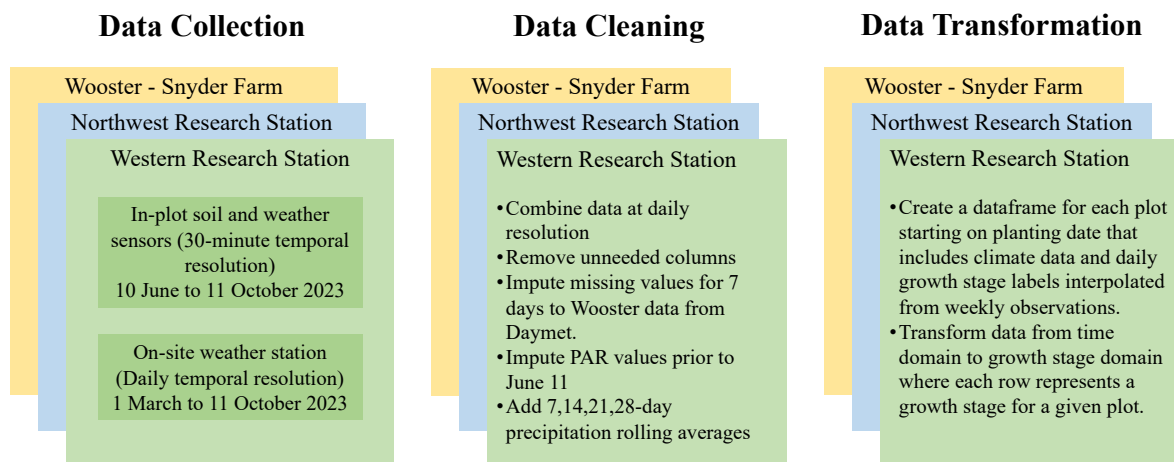 Data Collection
Wooster - Snyder Farm
Northwest Research Station
Western Research Station
In-plot soil and weather
sensors (30-minute temporal
resolution)
10 June to 11 October 2023
On-site weather station
(Daily temporal resolution)
1 March to 11 October 2023
Data Cleaning
Wooster - Snyder Farm
Northwest Research Station
Western Research Station
•Combine data at daily
resolution
•Remove unneeded columns
•Impute missing values for 7
days to Wooster data from
Daymet.
•Impute PAR values prior to
June 11
•Add 7,14,21,28-day
precipitation rolling averages
Data Transformation
Wooster - Snyder Farm
Northwest Research Station
Western Research Station
•Create a dataframe for each plot
starting on planting date that
includes climate data and daily
growth stage labels interpolated
from weekly observations.
•Transform data from time
domain to growth stage domain
where each row represents a
growth stage for a given plot.